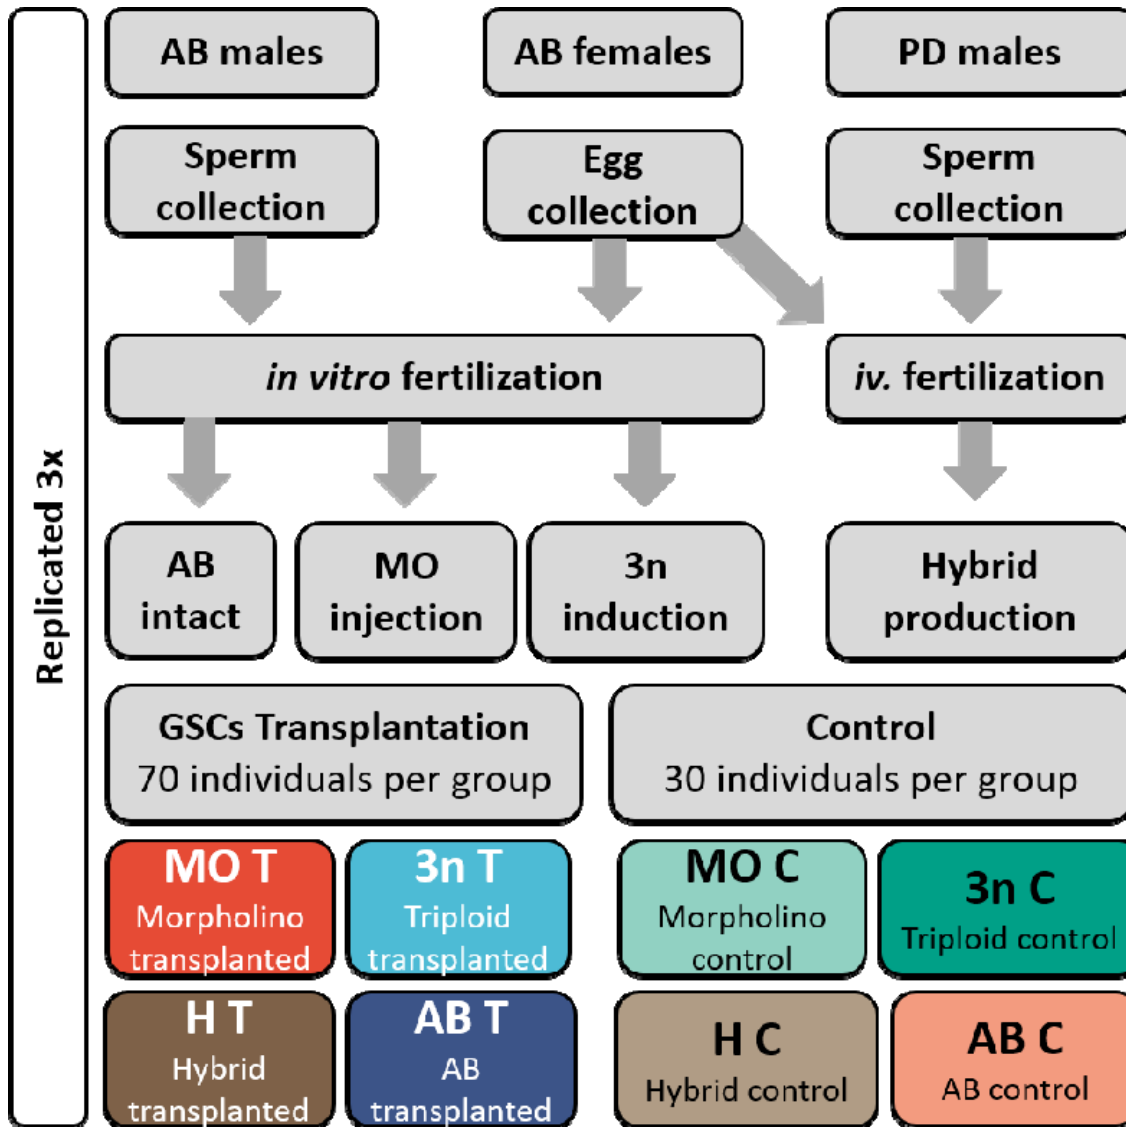 Replicated 3x
AB males
AB females
PD males
Sperm
collection
Egg
collection
Sperm
collection
in vitro fertilization
iv. fertilization
AB
intact
MO
injection
3n
induction
Hybrid
production
GSCs Transplantation
70 individuals per group
Control
30 individuals per group
MO T
Morpholino
transplanted
3n T
Triploid
transplanted
MO C
Morpholino
control
3n C
Triploid control
H T
Hybrid
transplanted
AB T
AB
transplanted
H C
Hybrid control
AB C
AB control